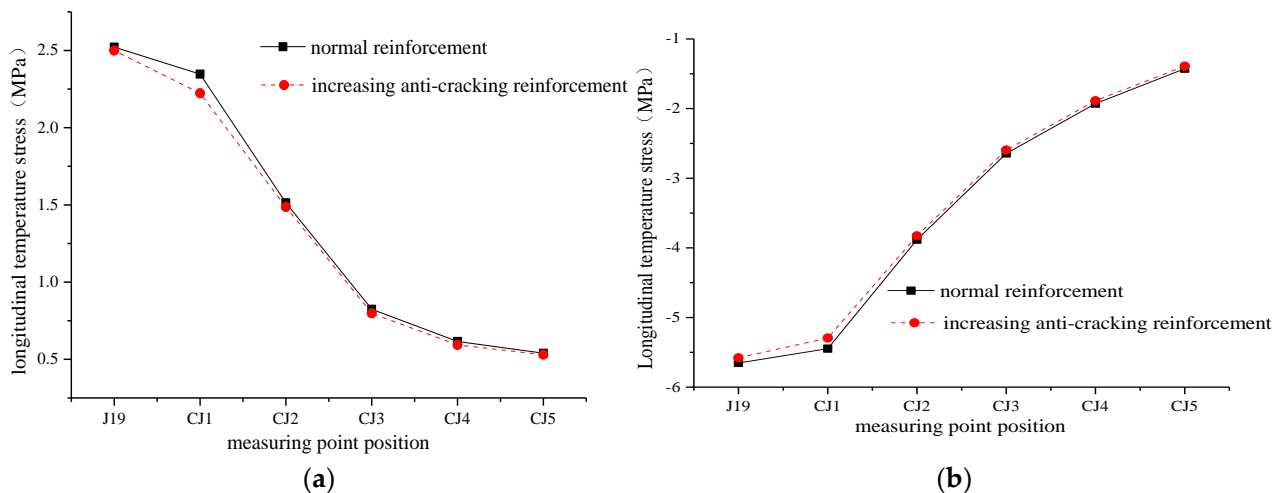 longitudinal temperature stress（MPa）
2.5
2.0
1.5
1.0
0.5
normal reinforcement
increasing anti-cracking reinforcement
J19 CJ1 CJ2 CJ3 CJ4 CJ5
measuring point position
(a)
Longitudinal temperature stress（MPa）
-1
-2
-3
-4
-5
-6
normal reinforcement
increasing anti-cracking reinforcement
J19 CJ1 CJ2 CJ3 CJ4 CJ5
measuring point position
(b)